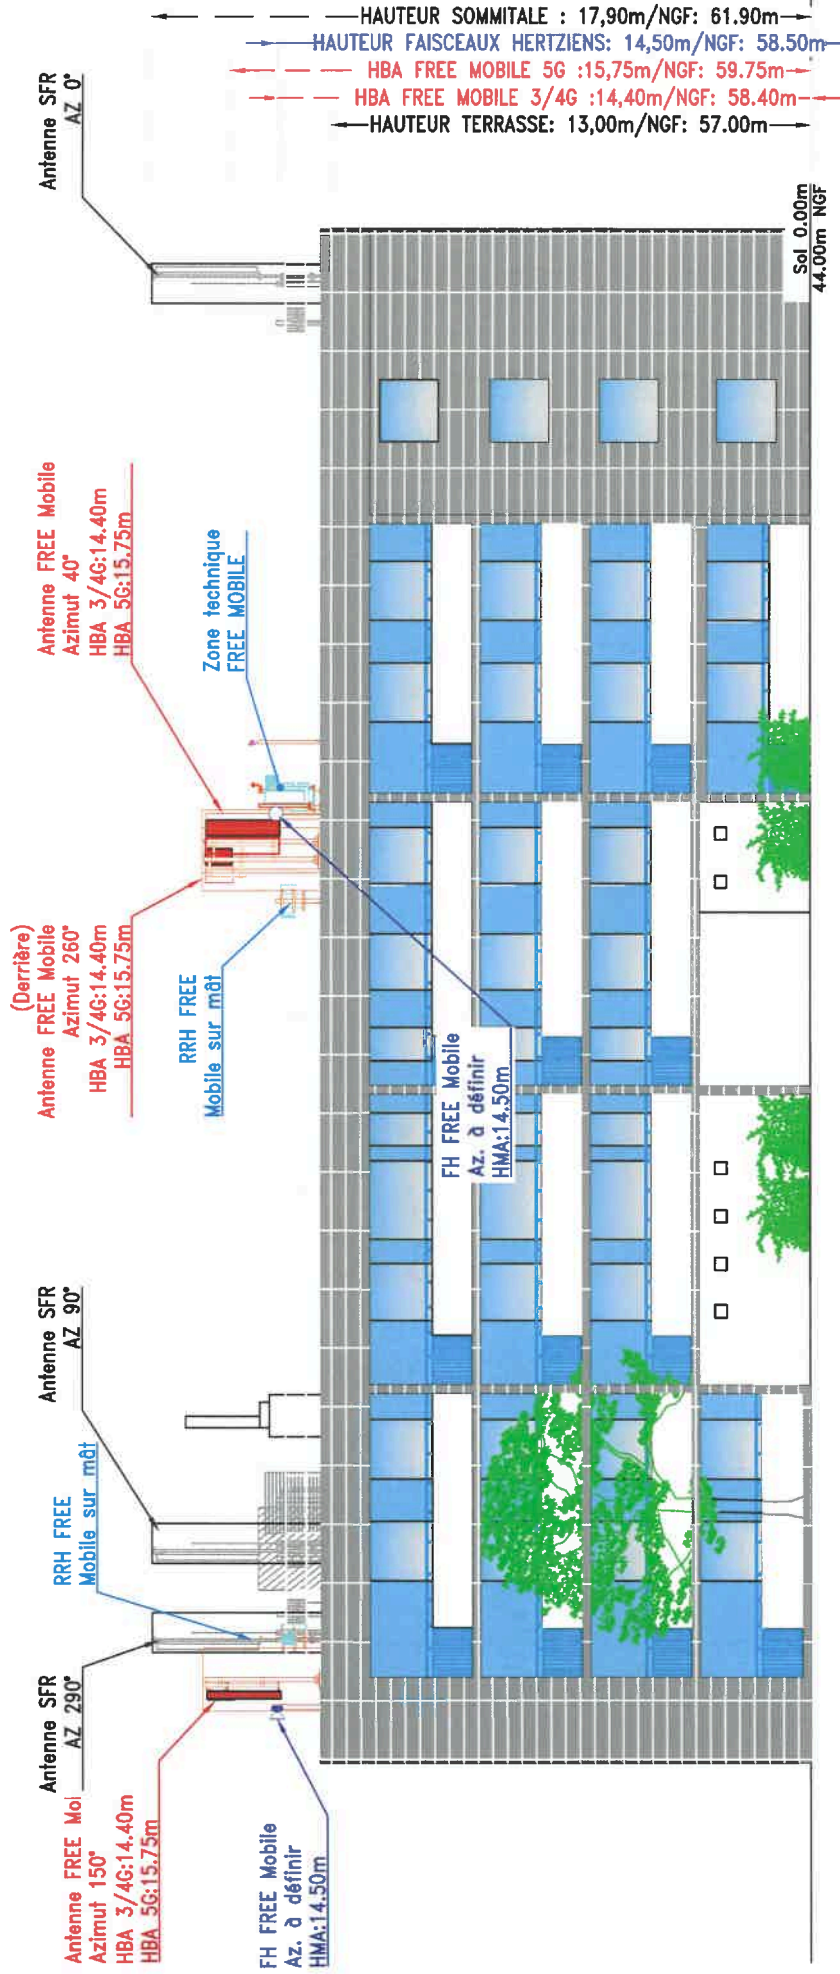 HAUTEUR SOMMITALE : 17,90m/NGF: 61.90m
HAUTEUR FAISCEAUX HERTZIENS: 14,50m/NGF: 58.50m
HBA FREE MOBILE 5G :15,75m/NGF: 59.75m
HBA FREE MOBILE 3/4G :14,40m/NGF: 58.40m
HAUTEUR TERRASSE: 13,00m/NGF: 57.00m
Antenne SFR
AZ 0°
Sol 0.00m
44.00m NGF
Antenne FREE Mobile
Azimut 40°
HBA 3/4G:14.40m
HBA 5G:15.75m
Zone technique
FREE MOBILE
(Derrière)
Antenne FREE Mobile
Azimut 260°
HBA 3/4G:14.40m
HBA 5G:15.75m
RRH FREE
Mobile sur mât
FH FREE Mobile
Az. à définir
HMA:14.50m
Antenne SFR
AZ 90°
RRH FREE
Mobile sur mât
Antenne SFR
AZ 290°
Antenne FREE Mo
Azimut 150°
HBA 3/4G:14.40m
HBA 5G:15.75m
FH FREE Mobile
Az. à définir
HMA:14.50m